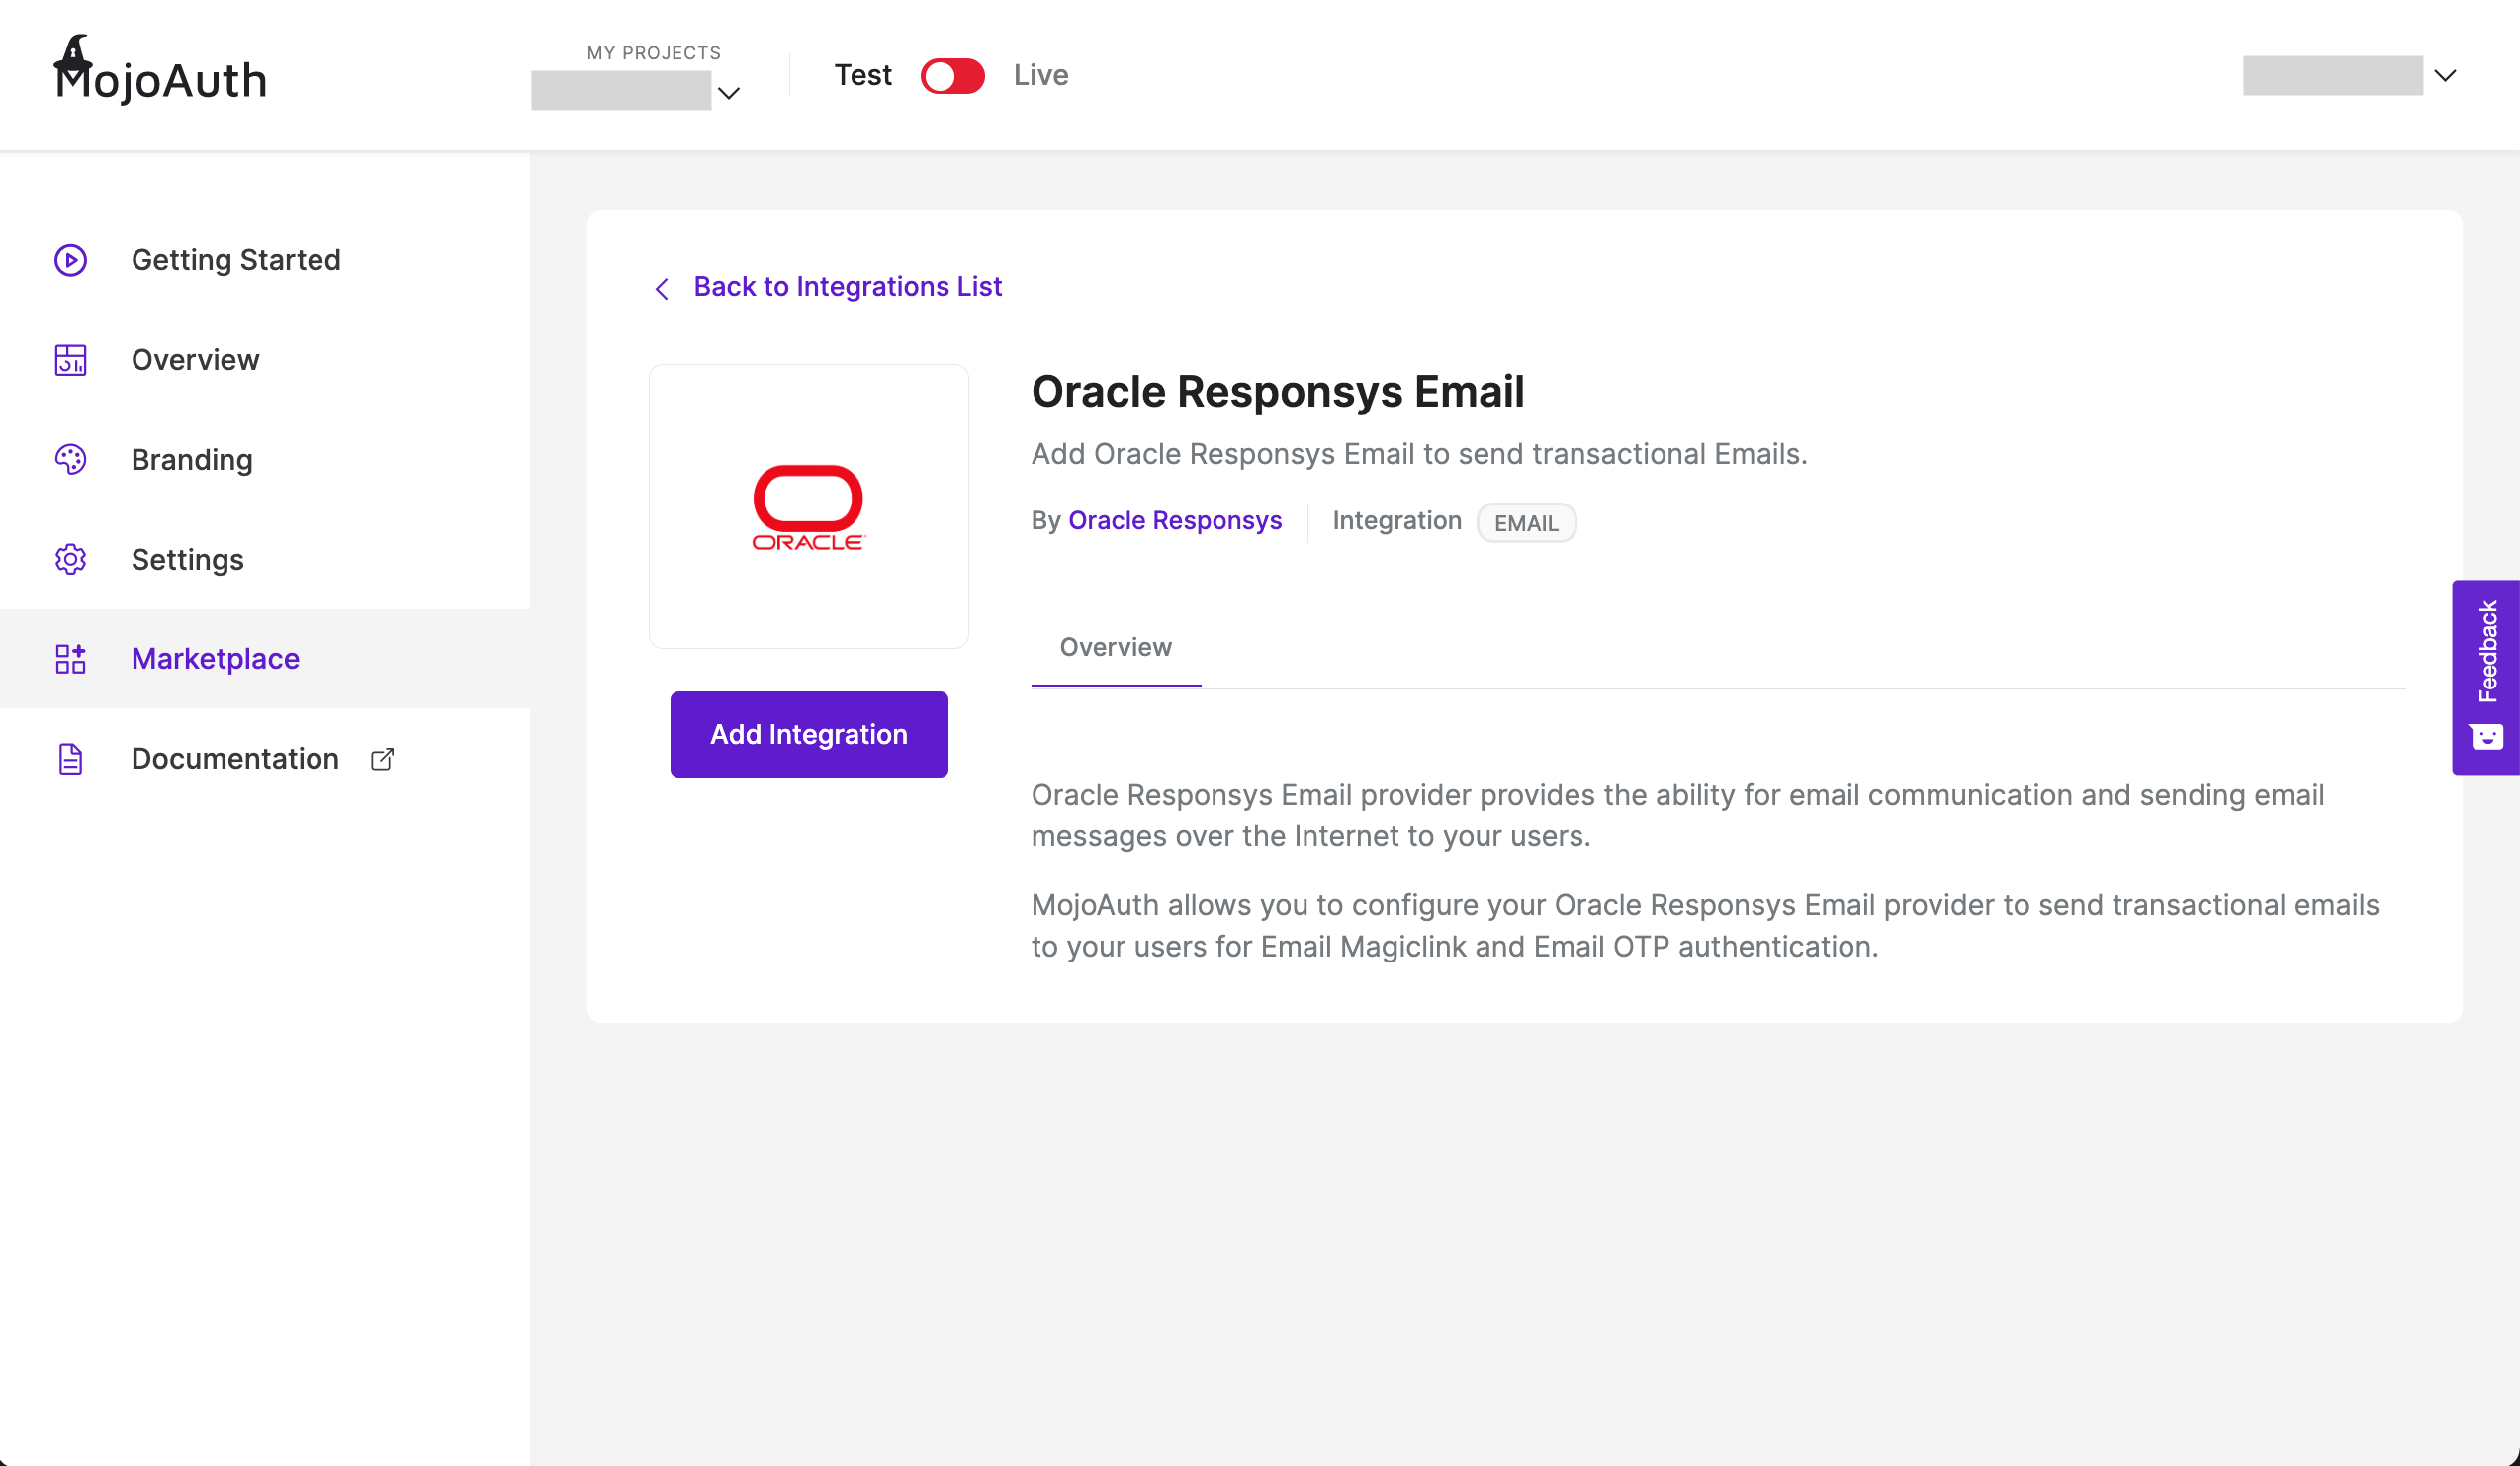 MojoAuth
MY PROJECTS
Test
Live
Getting Started
Overview
Branding
Settings
Marketplace
Documentation
Back to Integrations List
ORACLE
Add Integration
Oracle Responsys Email
Add Oracle Responsys Email to send transactional Emails.
By Oracle Responsys
Integration
EMAIL
Overview
Oracle Responsys Email provider provides the ability for email communication and sending email
messages over the Internet to your users.
MojoAuth allows you to configure your Oracle Responsys Email provider to send transactional emails
to your users for Email Magiclink and Email OTP authentication.
Feedback